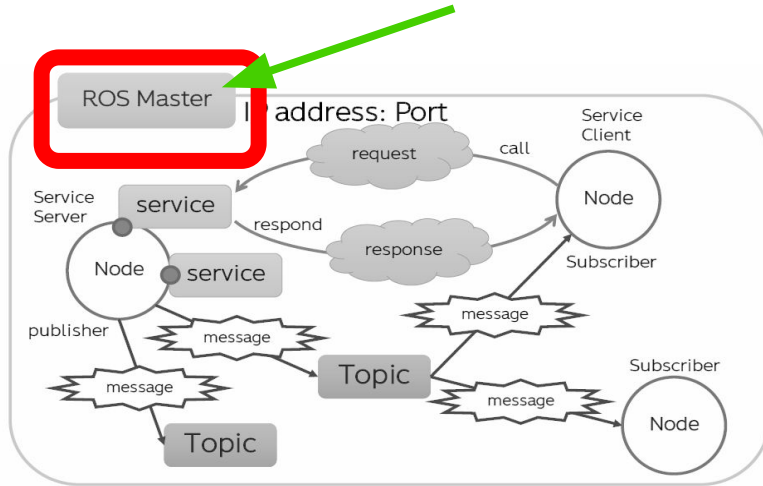 ROS Master
IP address: Port
Service
Client
request
call
Node
Service
Server
service
respond
response
Subscriber
Node
service
publisher
message
message
Topic
message
message
Subscriber
Node
Topic